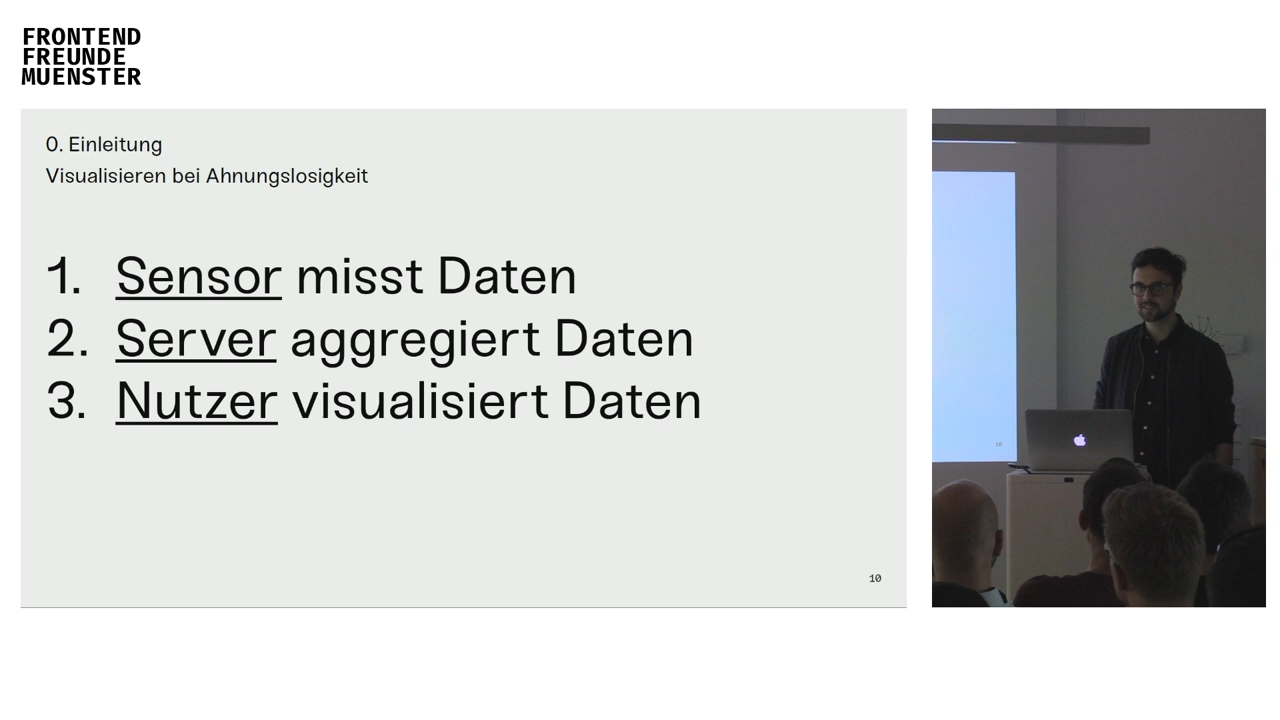 FRONTEND
FREUNDE
MUENSTER
0. Einleitung
Visualisieren bei Ahnungslosigkeit
1. Sensor misst Daten
2. Server aggregiert Daten
3. Nutzer visualisiert Daten
10
10